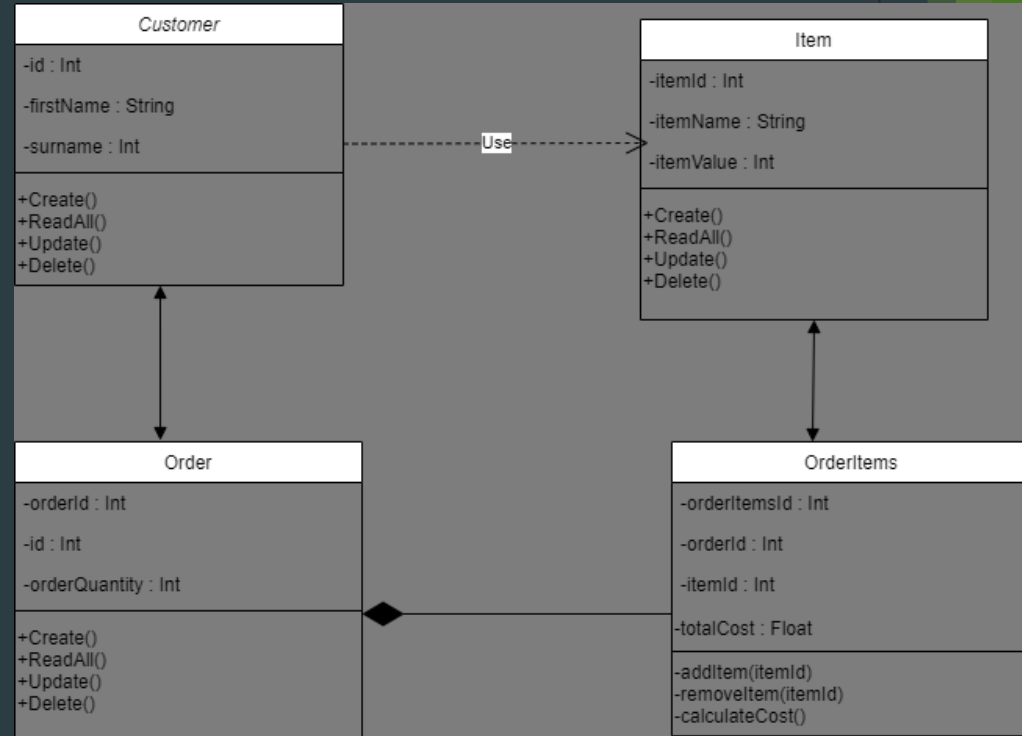 Customer
-id : Int
-firstName : String
-surname : Int
+Create()
+ReadAll()
+Update()
+Delete()
Use
Item
-itemId : Int
-itemName : String
-itemValue : Int
+Create()
+ReadAll()
+Update()
+Delete()
Order
-orderId : Int
-id : Int
-orderQuantity : Int
+Create()
+ReadAll()
+Update()
+Delete()
OrderItems
-orderItemsId : Int
-orderId : Int
-itemId : Int
-totalCost : Float
-addItem(itemId)
-removeItem(itemId)
-calculateCost()